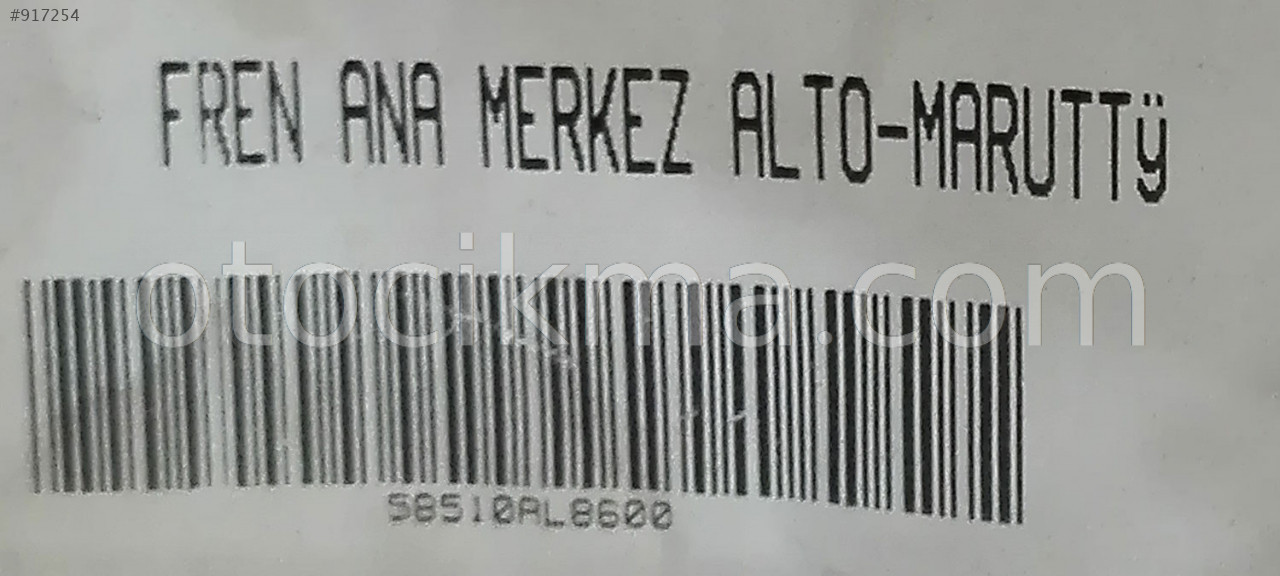 #917254
FREN ANA MERKEZ ALTO-MARUTTÿ
otocikma.com
58510AL8600